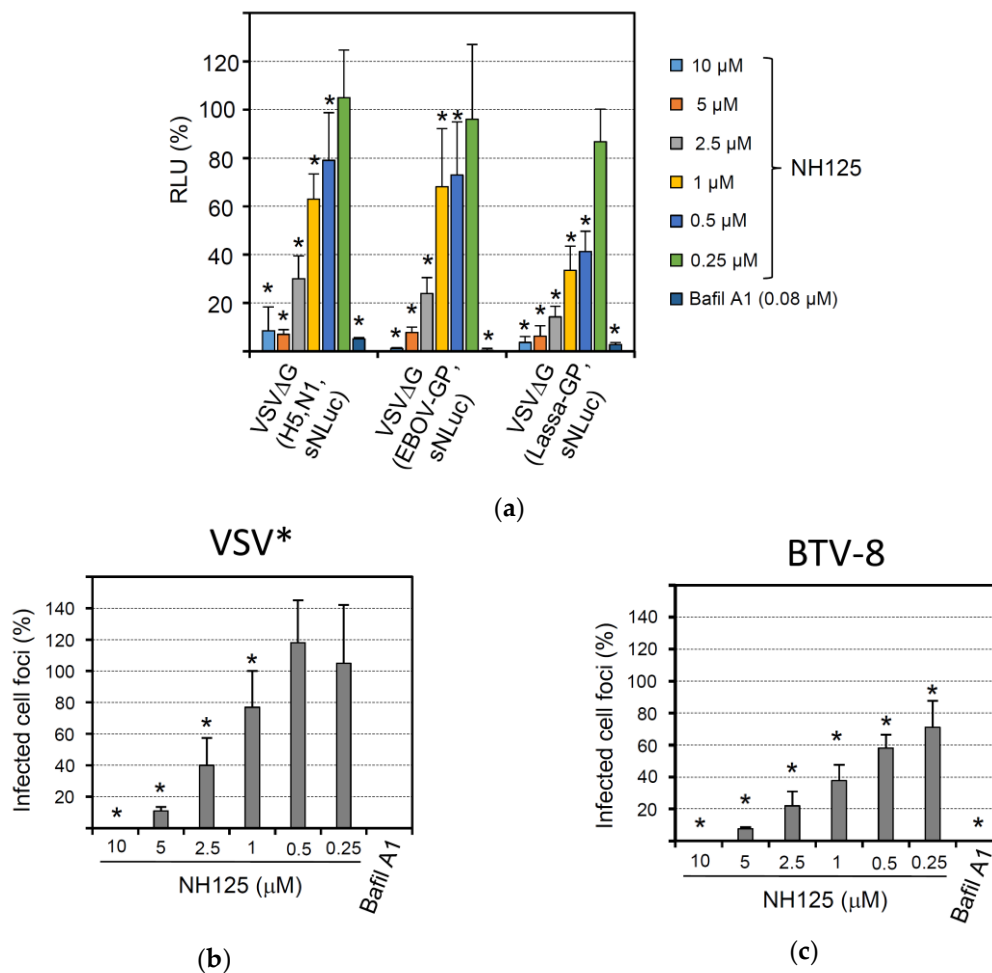 120
100
80
60
40
20
RLU (%)
* * * * * *
* * * * * *
* * * * * *
VSVΔG
(H5,N1,
sNLuc)
VSVΔG
(EBOV-GP,
sNLuc)
VSVΔG
(Lassa-GP,
sNLuc)
10 µM
5 µM
2.5 µM
1 µM
0.5 µM
0.25 µM
NH125
Bafil A1 (0.08 µM)
(a)
VSV*
140
120
100
80
60
40
20
Infected cell foci (%)
* * * *
10 5 2.5 1 0.5 0.25 Bafil A1
NH125 (µM)
(b)
BTV-8
140
120
100
80
60
40
20
Infected cell foci (%)
* * * * * * *
10 5 2.5 1 0.5 0.25 Bafil A1
NH125 (µM)
(c)